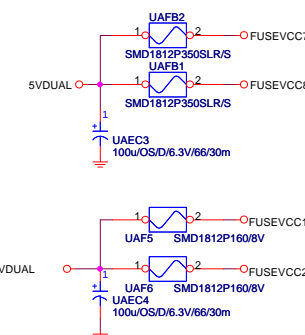 UAFB2
1 2 FUSEVCC7
SMD1812P350SLR/S
UAFB1
5VDUAL 1 2 FUSEVCC8
SMD1812P350SLR/S
1
+
UAEC3
100u/OS/D/6.3V/66/30m
1 2 FUSEVCC1
UAF5 SMD1812P160/8V
VDUAL 1 2 FUSEVCC2
1 UAF6 SMD1812P160/8V
+
UAEC4
100u/OS/D/6.3V/66/30m